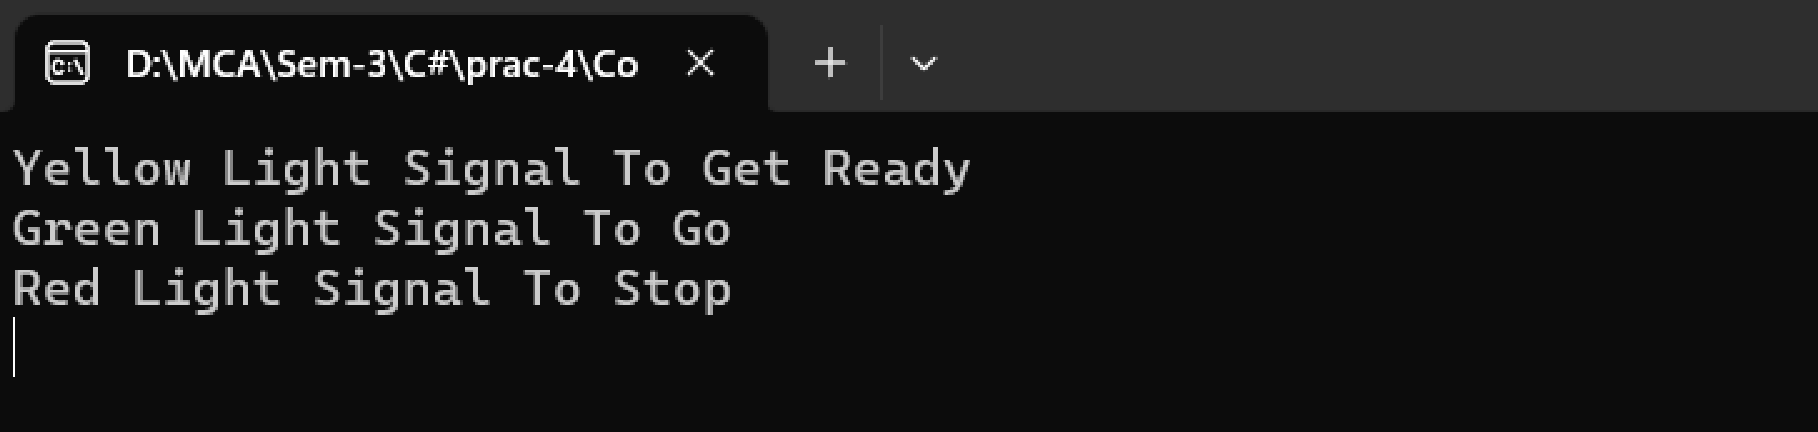 D:\MCA\Sem-3\C#\prac-4\Co
Yellow Light Signal To Get Ready
Green Light Signal To Go
Red Light Signal To Stop